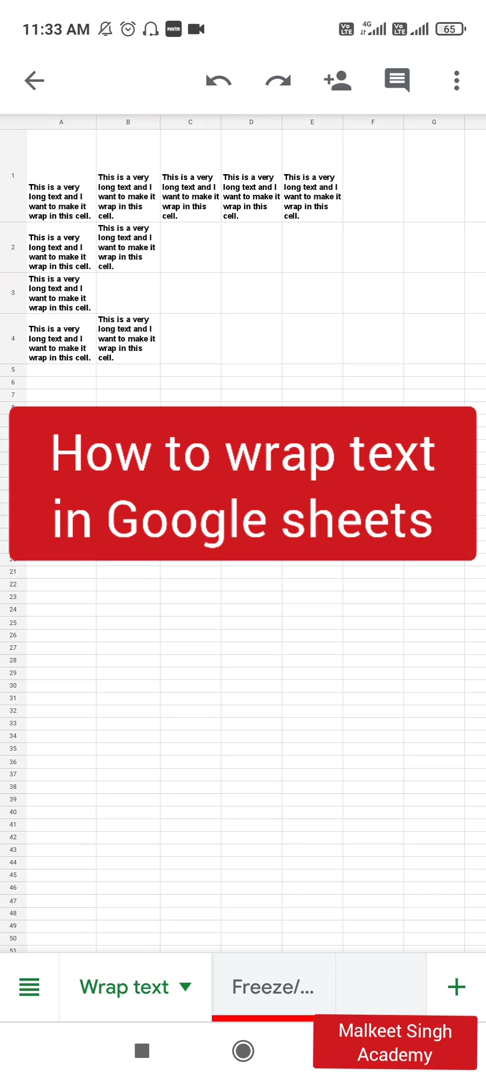 11:33 AM
Paytm
Vo LTE 4G Vo LTE 65
A B C D E F G
1
This is a very long text and I want to make it wrap in this cell.
This is a very long text and I want to make it wrap in this cell.
This is a very long text and I want to make it wrap in this cell.
This is a very long text and I want to make it wrap in this cell.
This is a very long text and I want to make it wrap in this cell.
2
This is a very long text and I want to make it wrap in this cell.
This is a very long text and I want to make it wrap in this cell.
3
This is a very long text and I want to make it wrap in this cell.
4
This is a very long text and I want to make it wrap in this cell.
This is a very long text and I want to make it wrap in this cell.
5
6
7
How to wrap text
in Google sheets
21
22
23
24
25
26
27
28
29
30
31
32
33
34
35
36
37
38
39
40
41
42
43
44
45
46
47
48
49
50
51
Wrap text
Freeze/...
Malkeet Singh
Academy